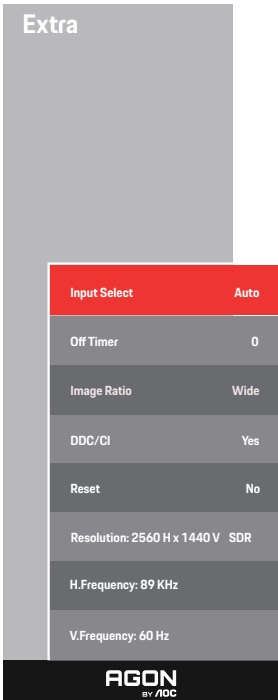 Extra
Input Select Auto
Off Timer 0
Image Ratio Wide
DDC/CI Yes
Reset No
Resolution: 2560 H x 1440 V SDR
H.Frequency: 89 KHz
V.Frequency: 60 Hz
AGON
BY AOC